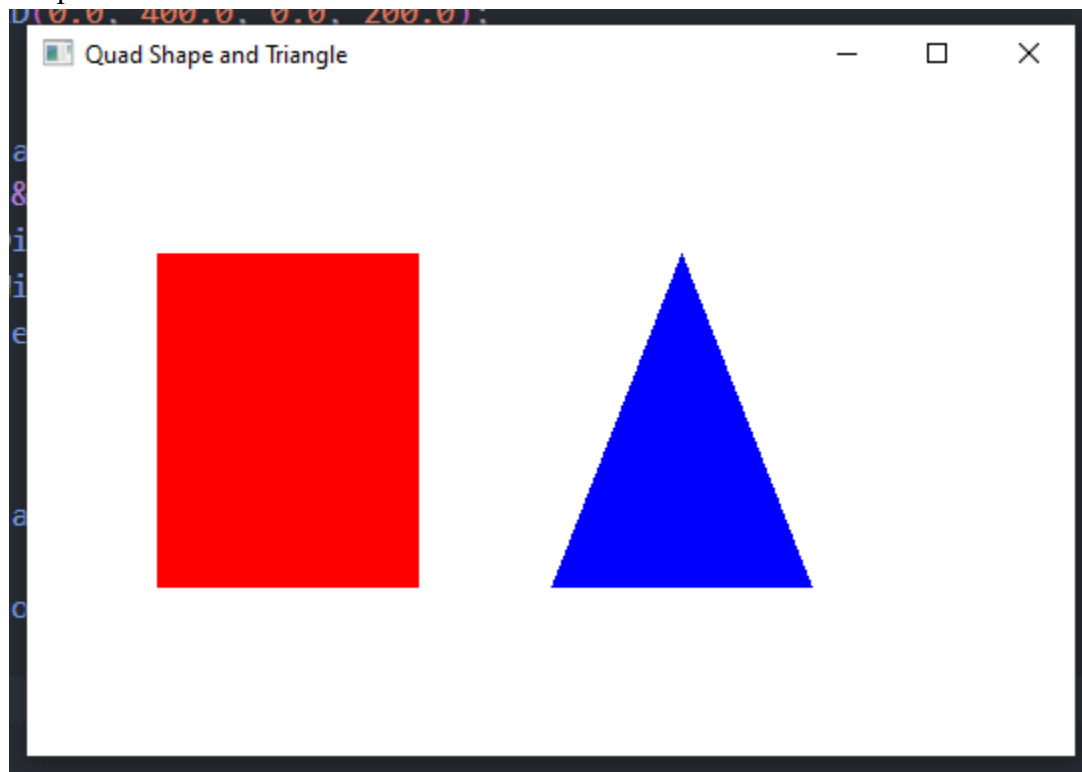 D(0.0, 400.0, 0.0, 200.0);
Quad Shape and Triangle
a
&
i
i
e
a
o